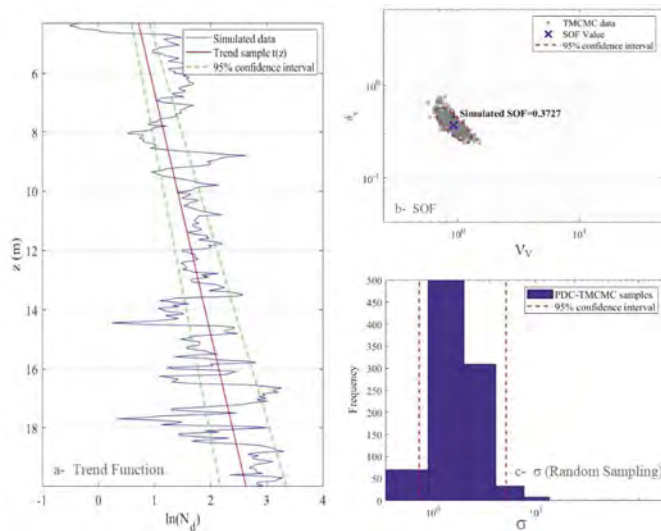 Simulated data
Trend sample t(z)
95% confidence interval
6
8
10
12
14
16
18
z (m)
a- Trend Function
-1
0
1
2
3
4
ln(N_d)
TMCMC data
SOF Value
95% confidence interval
10^0
10^-1
Simulated SOF=0.3727
b- SOF
10^0
10^1
V_V
500
450
400
350
300
250
200
150
100
50
0
Frequency
PDC-TMCMC samples
95% confidence interval
c- σ (Random Sampling)
10^0
σ